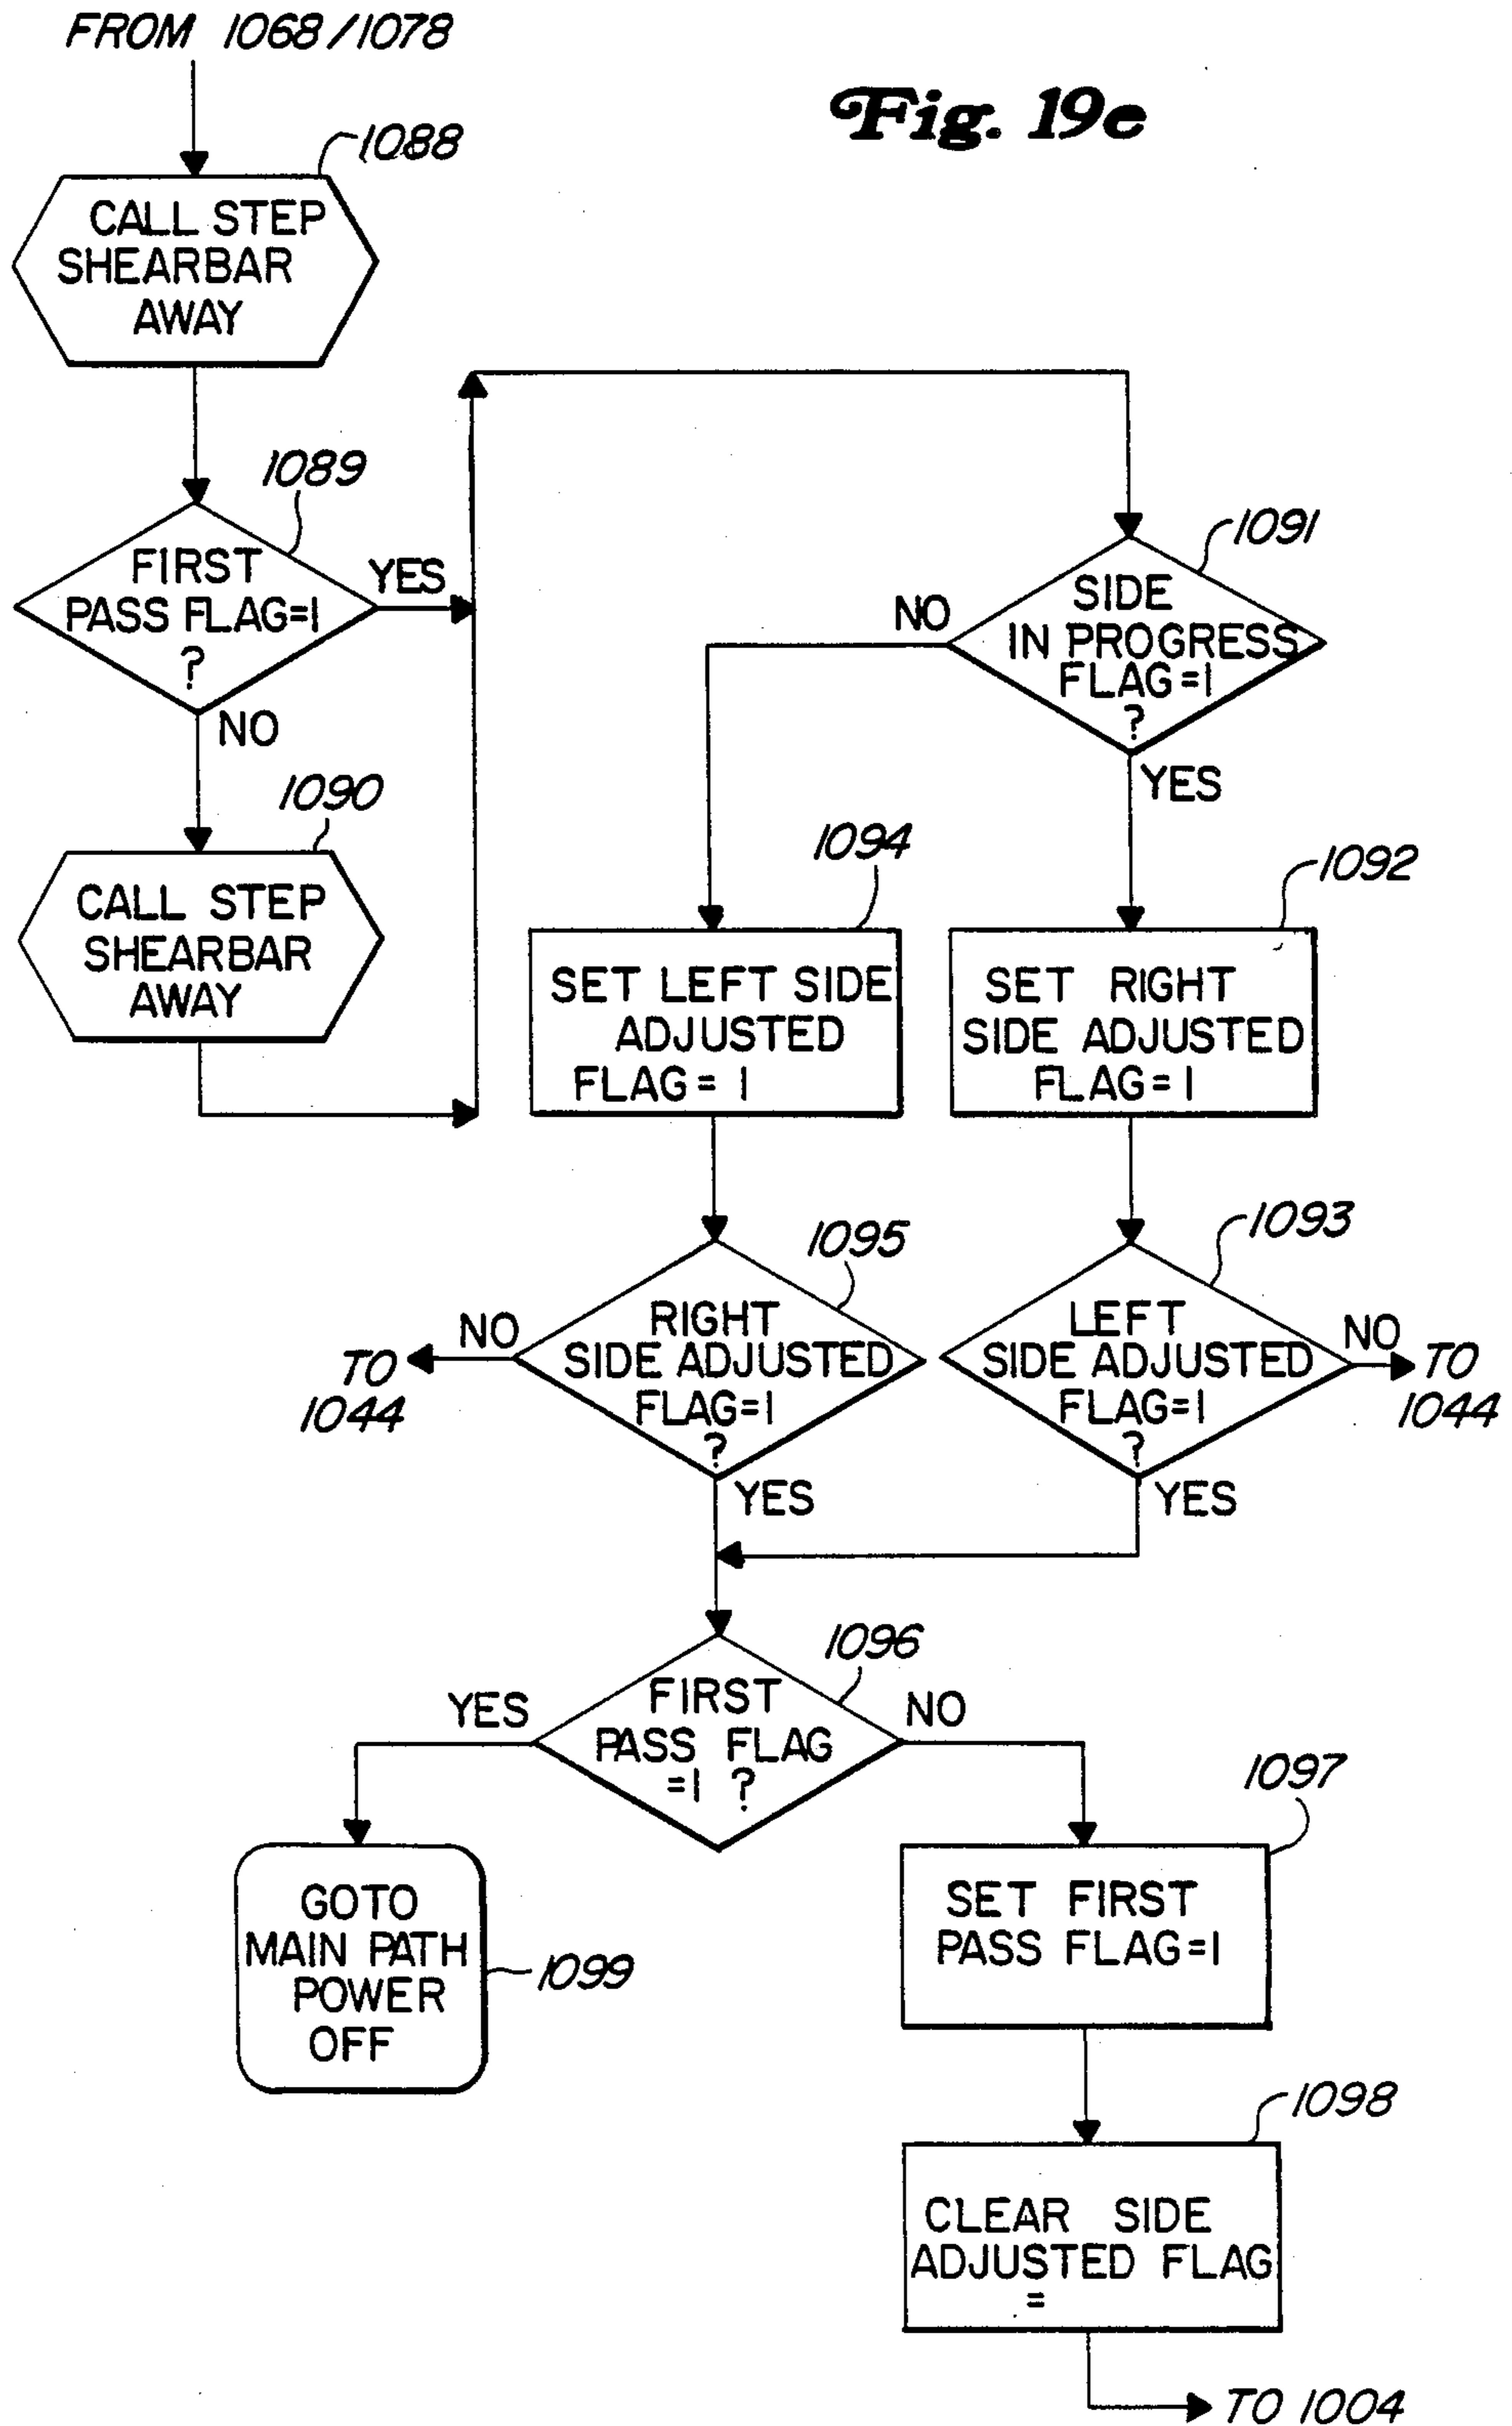 FROM 1068/1078
Fig. 19e
1088
CALL STEP
SHEARBAR
AWAY
1089
FIRST
PASS FLAG=1
?
YES
NO
1090
CALL STEP
SHEARBAR
AWAY
1091
SIDE
IN PROGRESS
FLAG=1
?
NO
YES
1094
SET LEFT SIDE
ADJUSTED
FLAG= 1
1092
SET RIGHT
SIDE ADJUSTED
FLAG=1
1095
RIGHT
SIDE ADJUSTED
FLAG=1
?
NO
TO
1044
YES
1093
LEFT
SIDE ADJUSTED
FLAG=1
?
NO
TO
1044
YES
1096
FIRST
PASS FLAG
=1 ?
YES
NO
GOTO
MAIN PATH
POWER
OFF
1099
1097
SET FIRST
PASS FLAG=1
1098
CLEAR SIDE
ADJUSTED FLAG
=
TO 1004